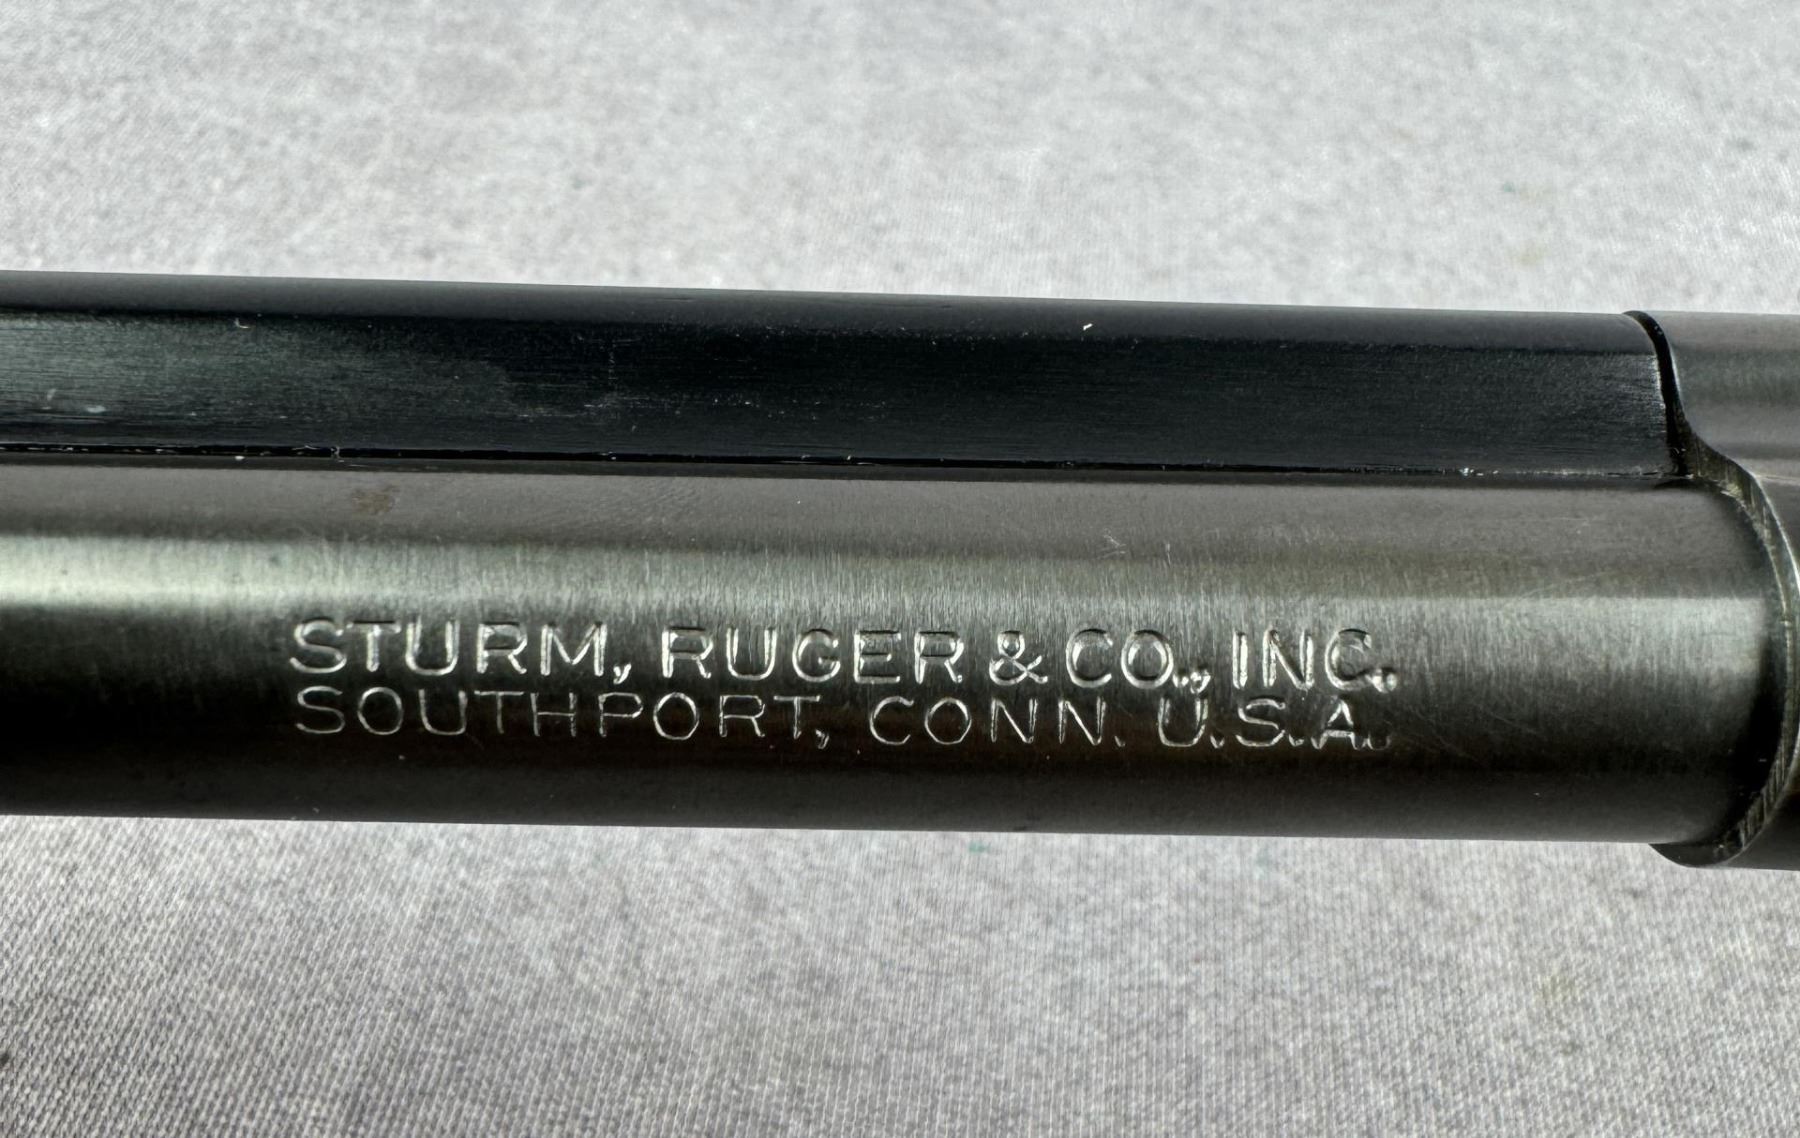 STURM, RUGER & CO., INC.
SOUTHPORT, CONN. U.S.A.